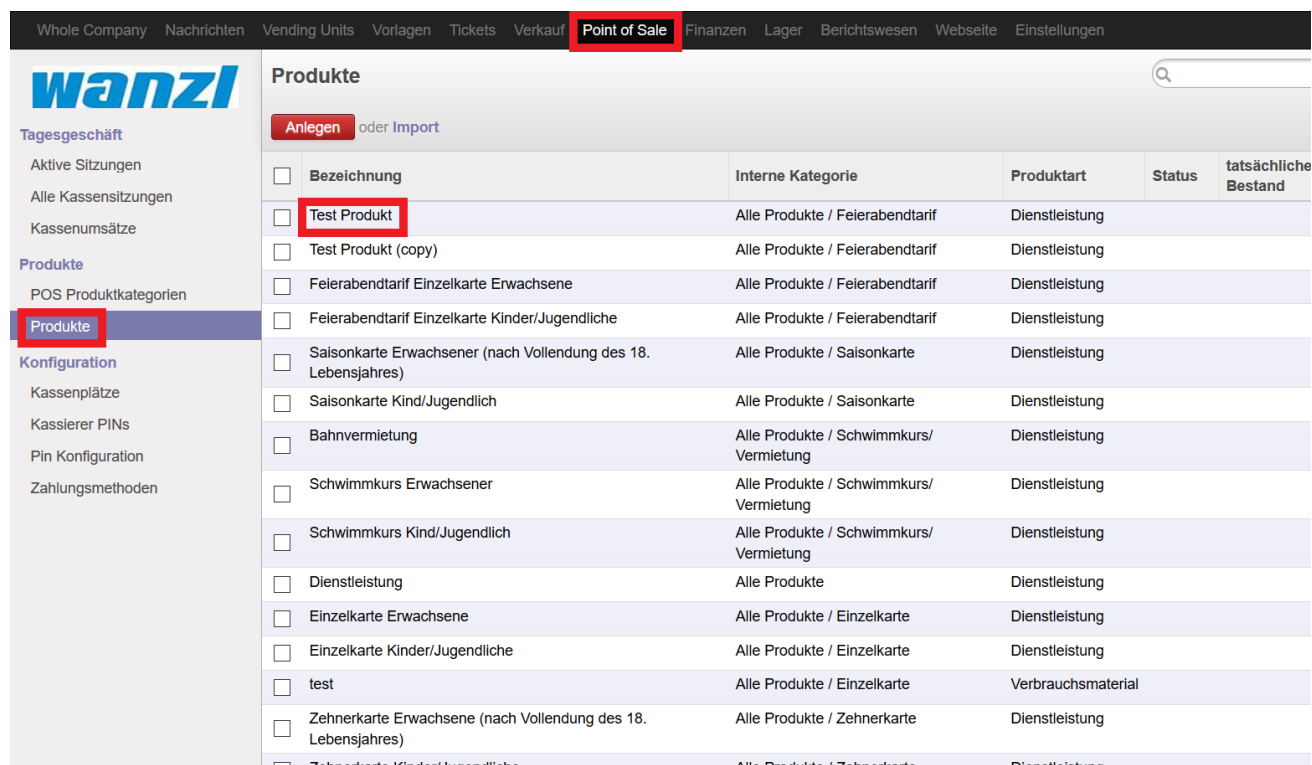 Whole Company Nachrichten Vending Units Vorlagen Tickets Verkauf Point of Sale Finanzen Lager Berichtswesen Webseite Einstellungen
wanzl
Tagesgeschäft
Aktive Sitzungen
Alle Kassensitzungen
Kassenumsätze
Produkte
POS Produktkategorien
Produkte
Konfiguration
Kassenplätze
Kassierer PINs
Pin Konfiguration
Zahlungsmethoden
Produkte
Anlegen oder Import
Bezeichnung Interne Kategorie Produktart Status tatsächliche
Bestand
Test Produkt Alle Produkte / Feierabendtarif Dienstleistung
Test Produkt (copy) Alle Produkte / Feierabendtarif Dienstleistung
Feierabendtarif Einzelkarte Erwachsene Alle Produkte / Feierabendtarif Dienstleistung
Feierabendtarif Einzelkarte Kinder/Jugendliche Alle Produkte / Feierabendtarif Dienstleistung
Saisonkarte Erwachsener (nach Vollendung des 18. Alle Produkte / Saisonkarte Dienstleistung
Lebensjahres)
Saisonkarte Kind/Jugendlich Alle Produkte / Saisonkarte Dienstleistung
Bahnvermietung Alle Produkte / Schwimmkurs/ Dienstleistung
Vermietung
Schwimmkurs Erwachsener Alle Produkte / Schwimmkurs/ Dienstleistung
Vermietung
Schwimmkurs Kind/Jugendlich Alle Produkte / Schwimmkurs/ Dienstleistung
Vermietung
Dienstleistung Alle Produkte Dienstleistung
Einzelkarte Erwachsene Alle Produkte / Einzelkarte Dienstleistung
Einzelkarte Kinder/Jugendliche Alle Produkte / Einzelkarte Dienstleistung
test Alle Produkte / Einzelkarte Verbrauchsmaterial
Zehnerkarte Erwachsene (nach Vollendung des 18. Alle Produkte / Zehnerkarte Dienstleistung
Lebensjahres)
Zehnerkarte Kinder/Jugendliche Alle Produkte / Zehnerkarte Dienstleistung